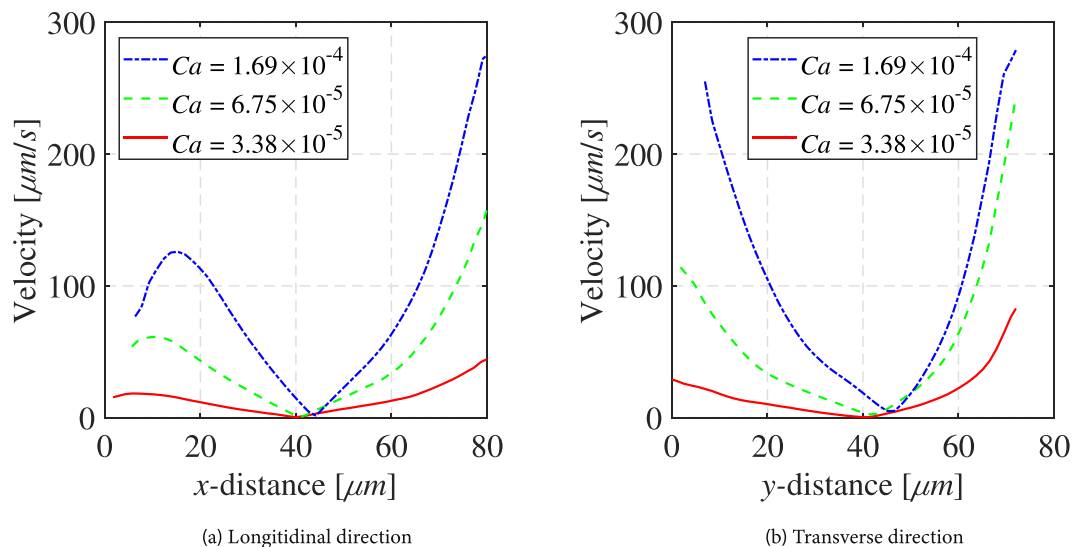 300
200
100
0
Velocity [μm/s]
Ca = 1.69×10⁻⁴
Ca = 6.75×10⁻⁵
Ca = 3.38×10⁻⁵
0 20 40 60 80
x-distance [μm]
(a) Longitidinal direction
300
200
100
0
Velocity [μm/s]
Ca = 1.69×10⁻⁴
Ca = 6.75×10⁻⁵
Ca = 3.38×10⁻⁵
0 20 40 60 80
y-distance [μm]
(b) Transverse direction